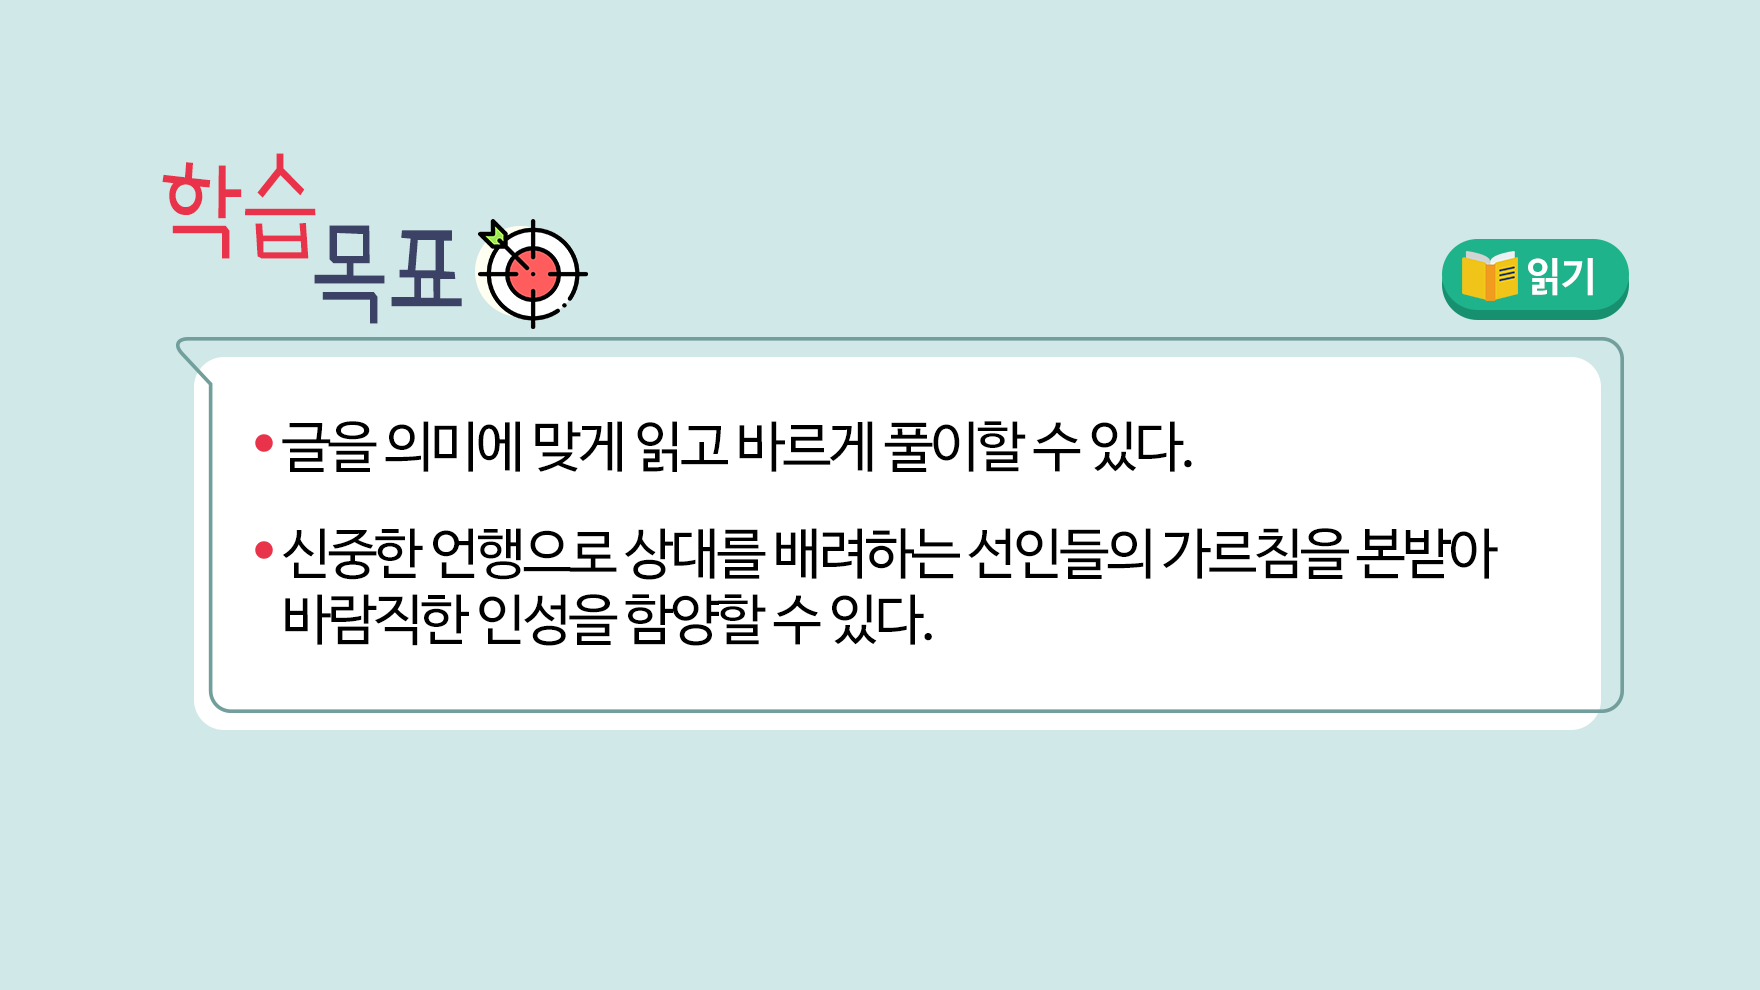 학습
목표
읽기
• 글을 의미에 맞게 읽고 바르게 풀이할 수 있다.
• 신중한 언행으로 상대를 배려하는 선인들의 가르침을 본받아
바람직한 인성을 함양할 수 있다.